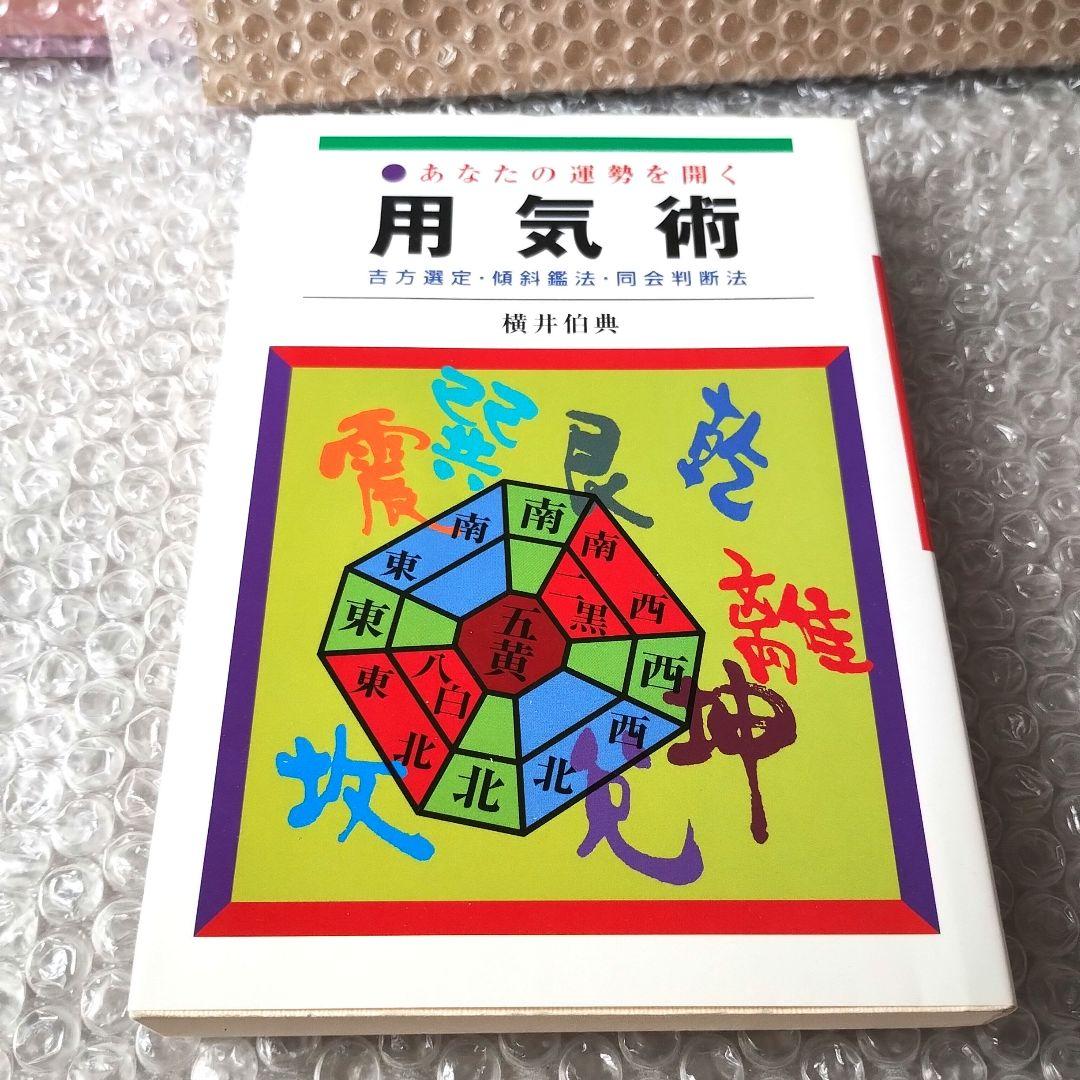 ●あなたの運勢を開く
用気術
吉方選定・傾斜鑑法・同会判断法
横井伯典
震
巽
艮
乾
離
坤
兌
坎
南
南西
西
西北
北
東北
東
東南
二黒
五黄
八白